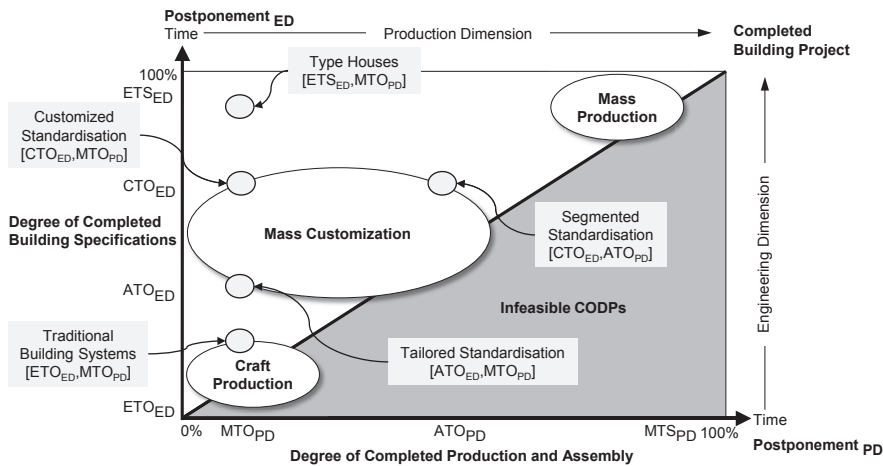 Postponement ED
Time
Production Dimension
Completed
Building Project
100%
Type Houses
[ETSED,MTOPD]
ETSED
Mass
Production
Customized
Standardisation
[CTOED,MTOPD]
CTOED
Degree of Completed
Building Specifications
Mass Customization
Segmented
Standardisation
[CTOED,ATOPD]
Engineering Dimension
ATOED
Infeasible CODPs
Traditional
Building Systems
[ETOED,MTOPD]
Craft
Production
Tailored Standardisation
[ATOED,MTOPD]
ETOED
0%
MTOPD
ATOPD
MTSPD
100%
Time
Degree of Completed Production and Assembly
Postponement PD